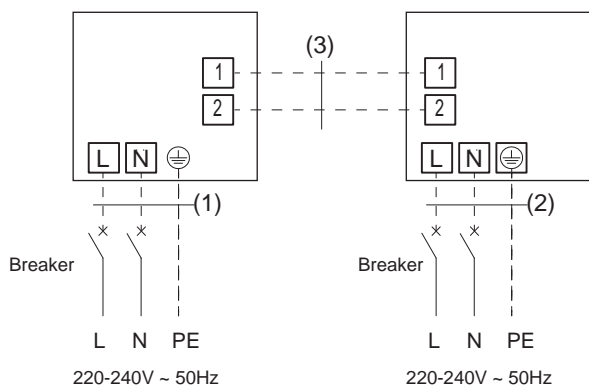 (3)
1 1
2 2
L N L N
(1) (2)
Breaker Breaker
L N PE L N PE
220-240V ~ 50Hz 220-240V ~ 50Hz